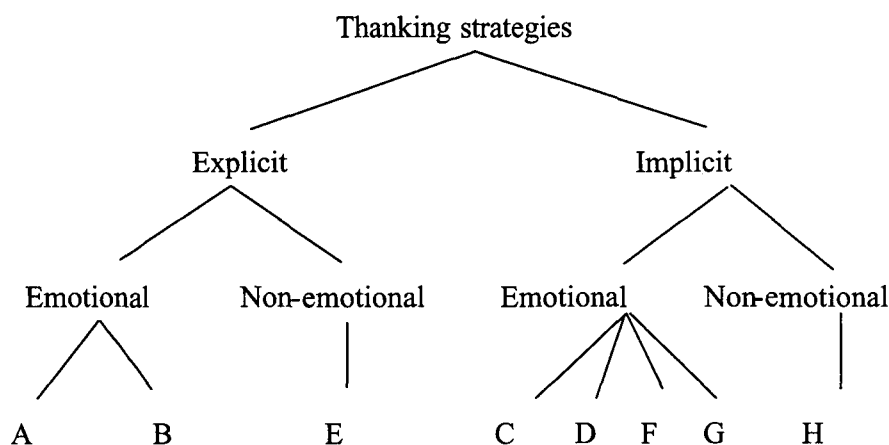 Thanking strategies
Explicit Implicit
Emotional Non-emotional Emotional Non-emotional
A B E C D F G H